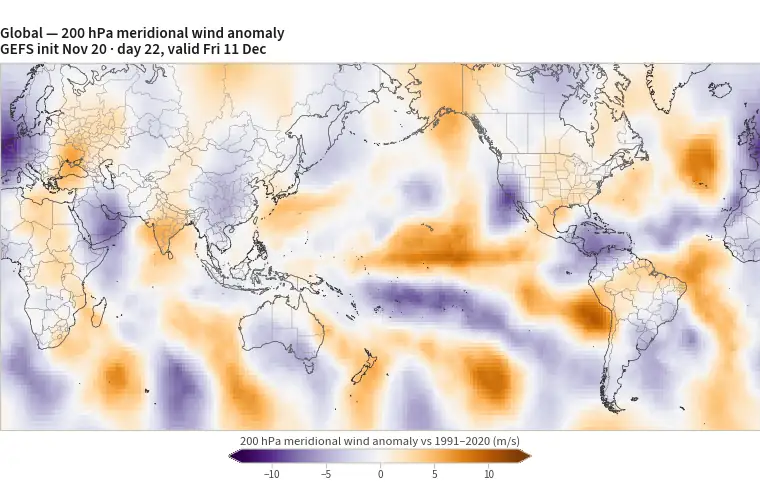 Global — 200 hPa meridional wind anomaly
GEFS init Nov 20 · day 22, valid Fri 11 Dec
200 hPa meridional wind anomaly vs 1991–2020 (m/s)
−10 −5 0 5 10